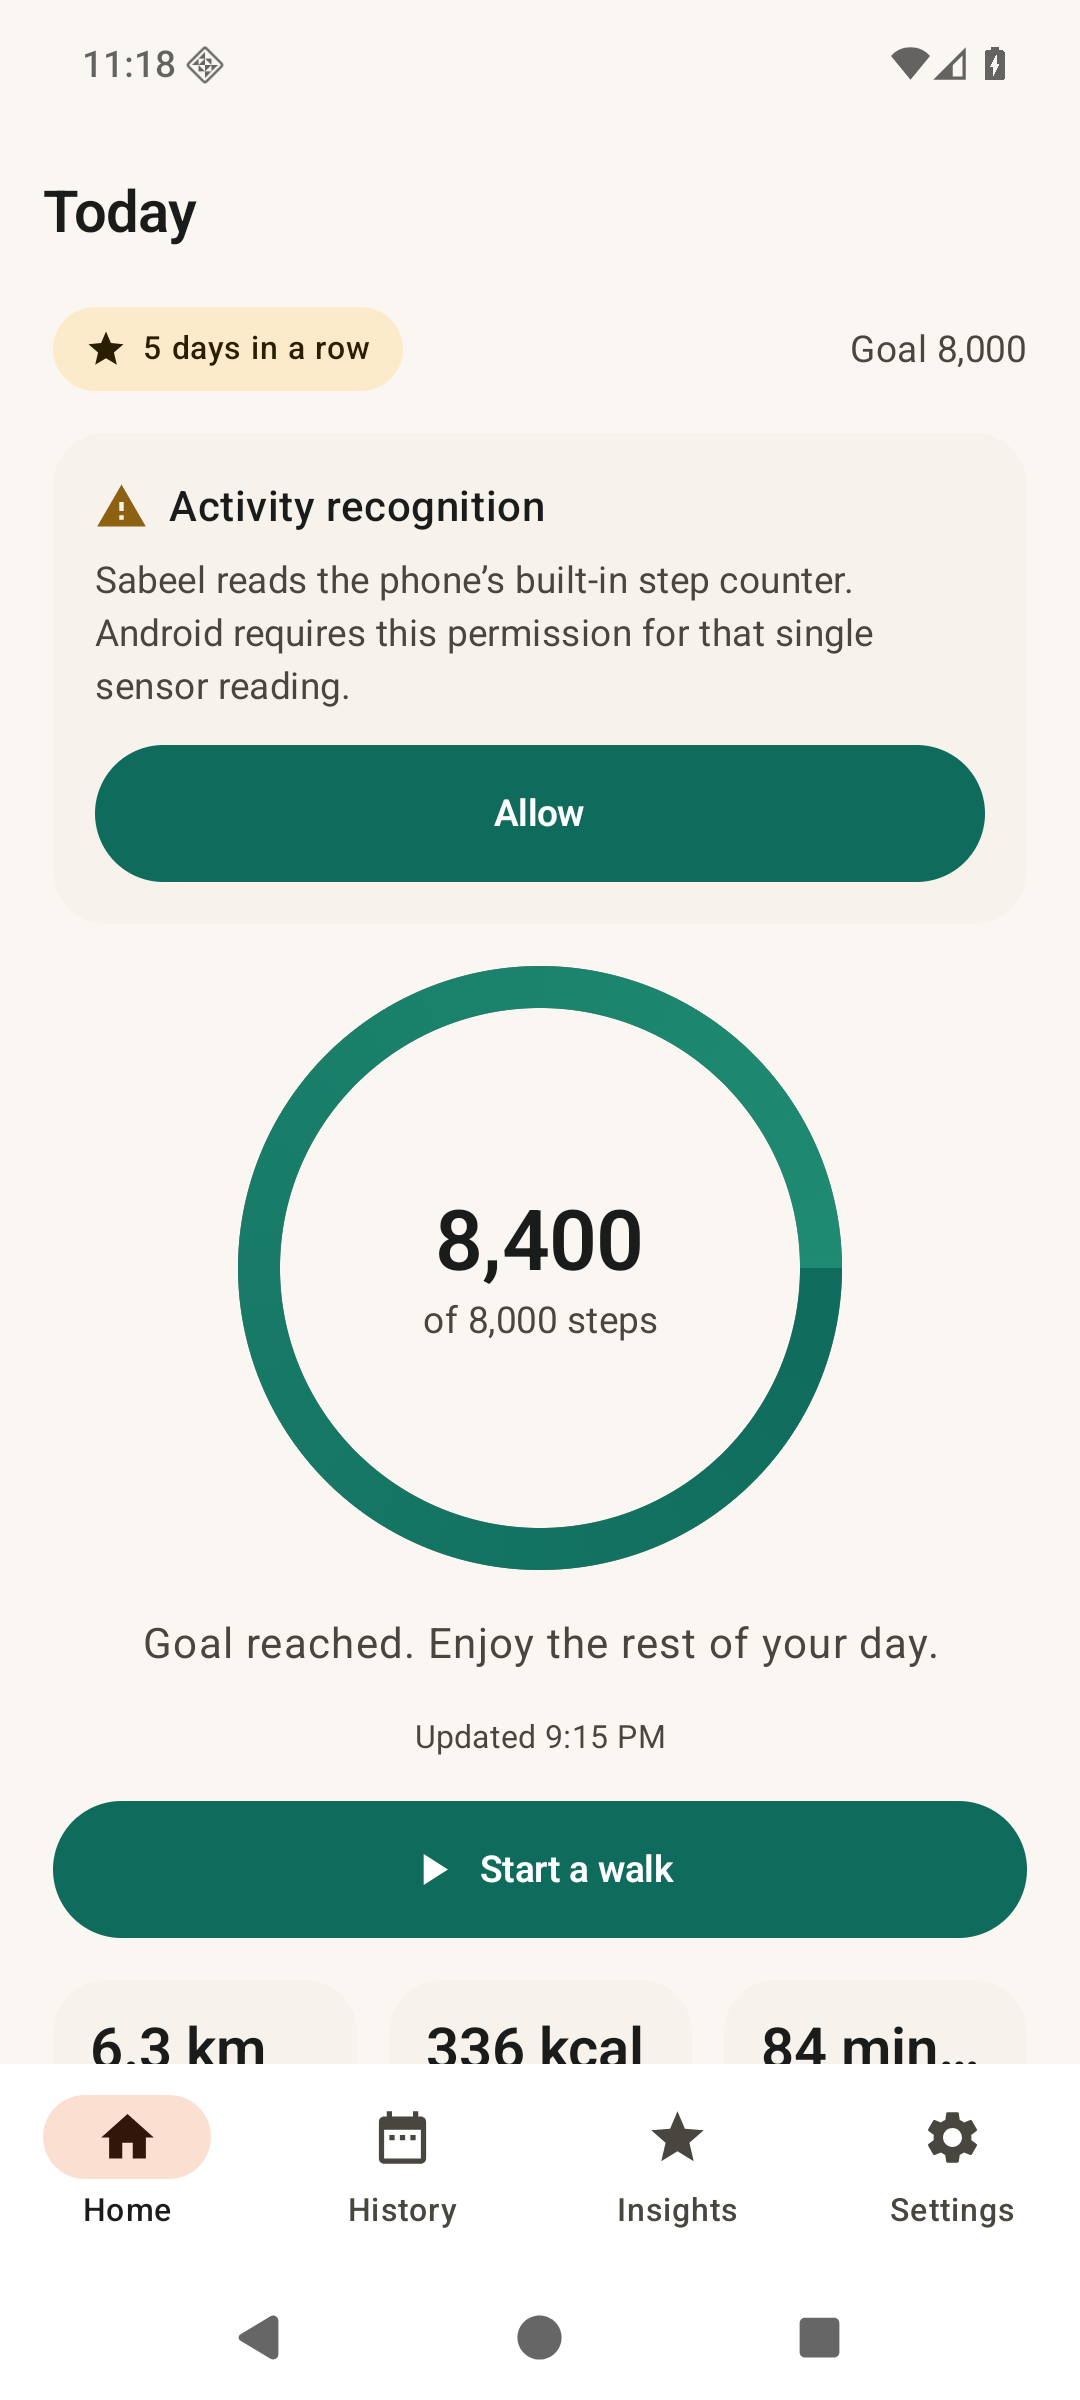 11:18
Today
5 days in a row
Goal 8,000
Activity recognition
Sabeel reads the phone’s built-in step counter.
Android requires this permission for that single
sensor reading.
Allow
8,400
of 8,000 steps
Goal reached. Enjoy the rest of your day.
Updated 9:15 PM
Start a walk
6.3 km
336 kcal
84 min…
Home
History
Insights
Settings